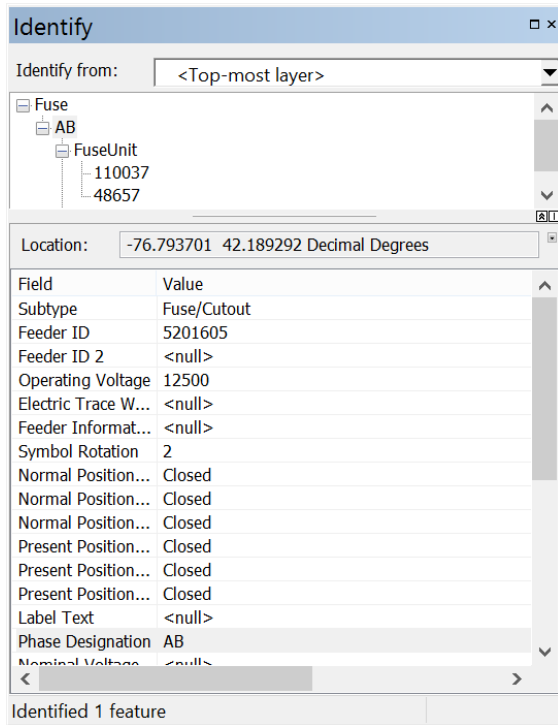 Identify
Identify from: <Top-most layer>
Fuse
AB
FuseUnit
110037
48657
Location: -76.793701 42.189292 Decimal Degrees
Field Value
Subtype Fuse/Cutout
Feeder ID 5201605
Feeder ID 2 <null>
Operating Voltage 12500
Electric Trace W... <null>
Feeder Informat... <null>
Symbol Rotation 2
Normal Position... Closed
Normal Position... Closed
Normal Position... Closed
Present Position... Closed
Present Position... Closed
Present Position... Closed
Label Text <null>
Phase Designation AB
Nominal Voltage <null>
Identified 1 feature